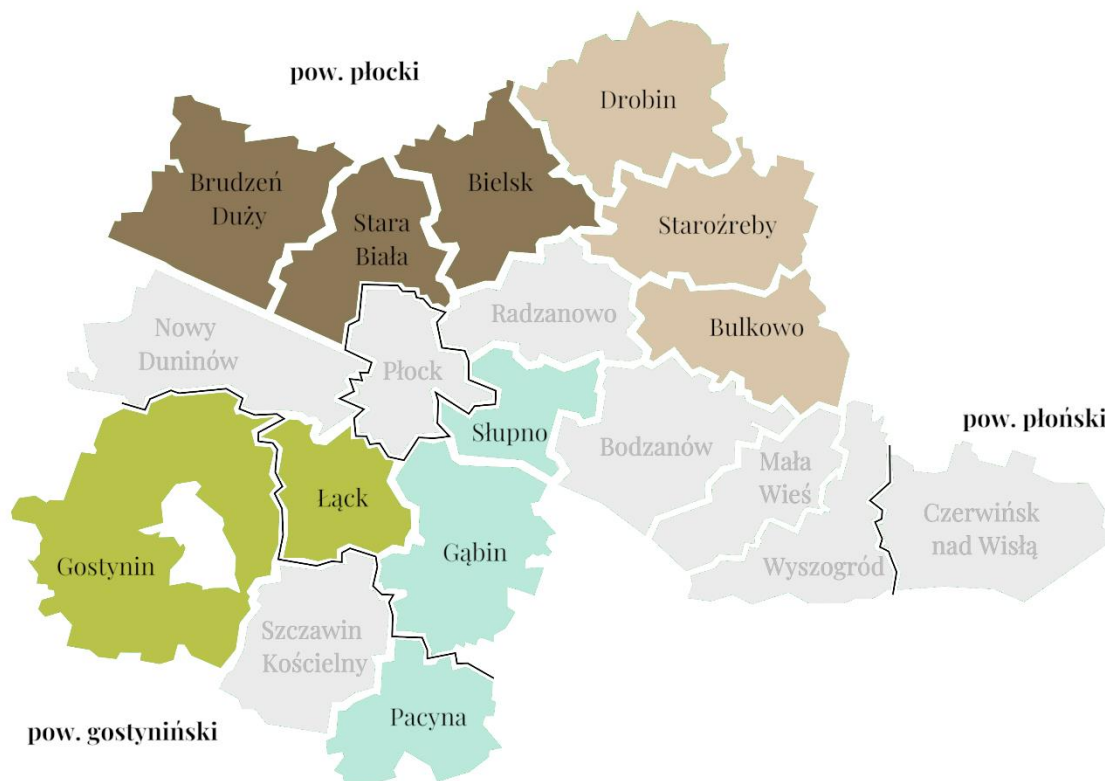 pow. płocki
Drobin
Brudzeń
Duży
Bielsk
Stara
Biała
Staroźreby
Radzanowo
Nowy
Duninów
Bulkowo
Płock
Słupno
pow. płoński
Bodzanów
Mała
Wieś
Łąck
Czerwińsk
nad Wisłą
Gostynin
Gąbin
Wyszogród
Szczawin
Kościelny
Pacyna
pow. gostyniński